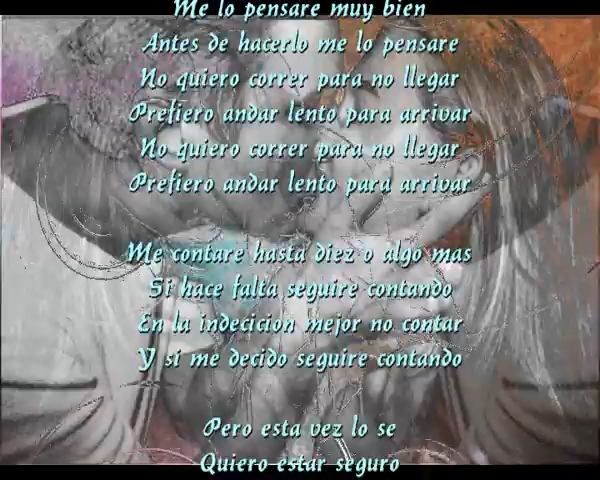 Me lo pensare muy bien
Antes de hacerlo me lo pensare
No quiero correr para no llegar
Prefiero andar lento para arrivar
No quiero correr para no llegar
Prefiero andar lento para arrivar
Me contare hasta diez o algo mas
Si hace falta seguire contando
En la indecicion mejor no contar
Y si me decido seguire contando
Pero esta vez lo se
Quiero estar seguro